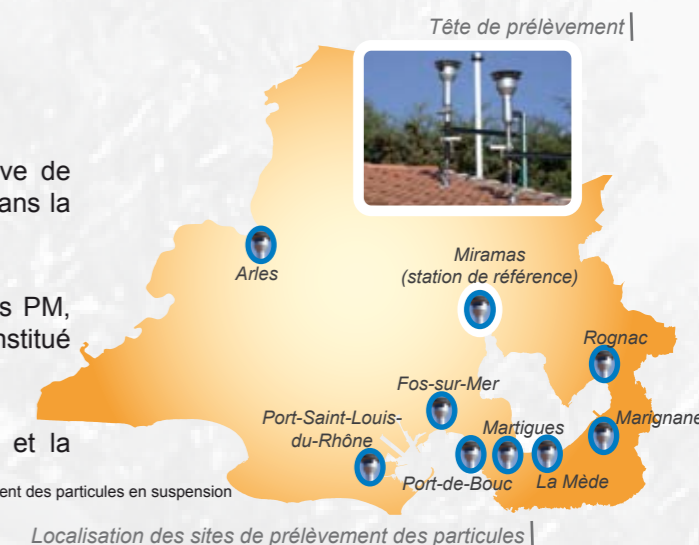 Tête de prélèvement
ve de
ans la
s PM,
nstitué
et la
ent des particules en suspension
Arles
Miramas
(station de référence)
Rognac
Fos-sur-Mer
Marignane
Port-Saint-Louis-
du-Rhône
Martigues
Port-de-Bouc
La Mède
Localisation des sites de prélèvement des particules